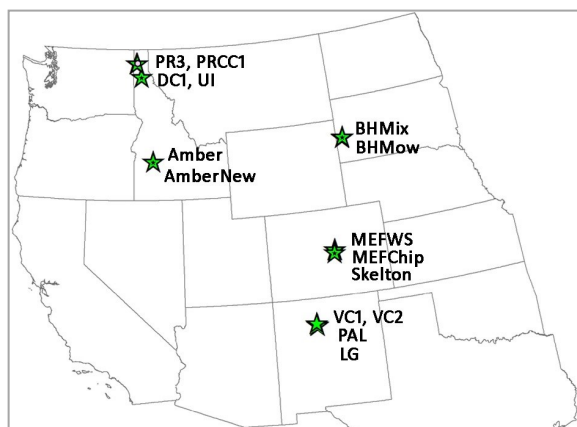 PR3, PRCC1
DC1, UI
BHMix
BHMow
Amber
AmberNew
MEFWS
MEFChip
Skelton
VC1, VC2
PAL
LG